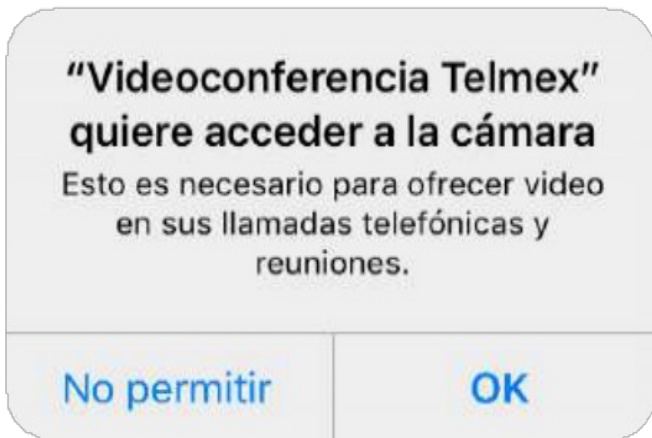 “Videoconferencia Telmex”
quiere acceder a la cámara
Esto es necesario para ofrecer video
en sus llamadas telefónicas y
reuniones.
No permitir
OK